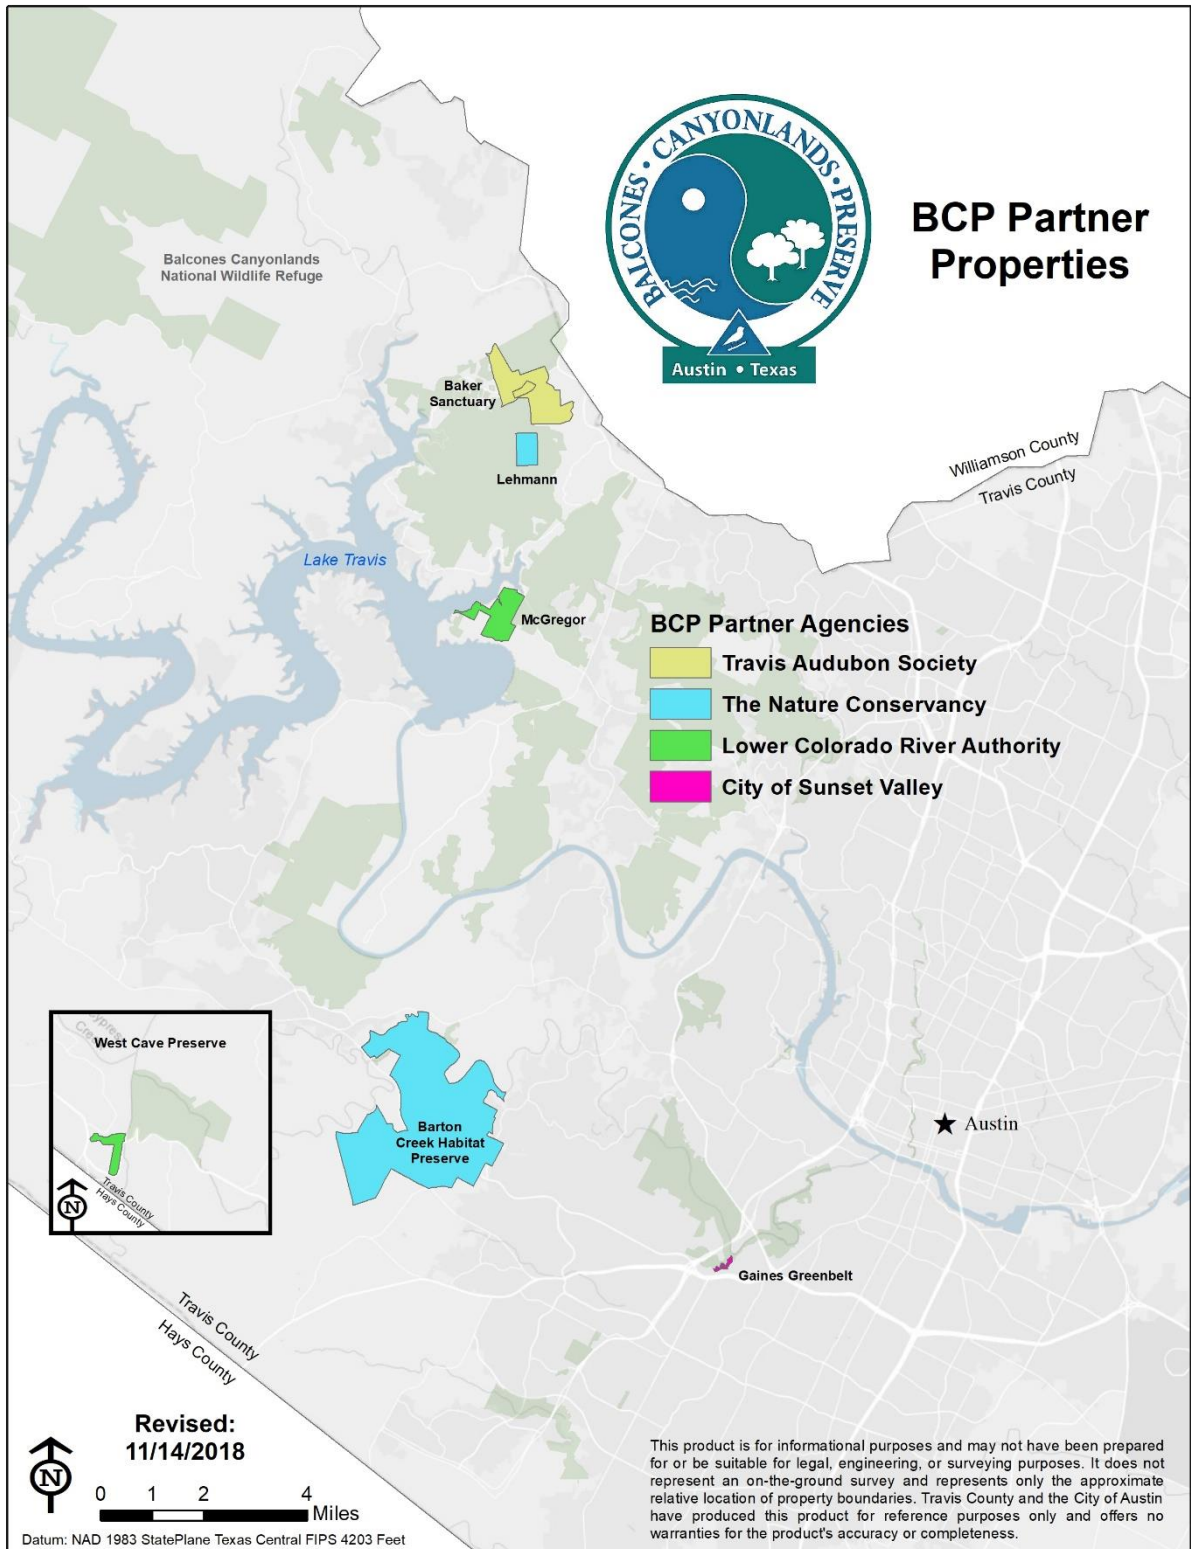 BALCONES • CANYONLANDS • PRESERVE
Austin • Texas
BCP Partner
Properties
Balcones Canyonlands
National Wildlife Refuge
Baker
Sanctuary
Lehmann
Williamson County
Travis County
Lake Travis
McGregor
BCP Partner Agencies
Travis Audubon Society
The Nature Conservancy
Lower Colorado River Authority
City of Sunset Valley
Cypress
Creek
West Cave Preserve
Travis County
Hays County
N
Barton
Creek Habitat
Preserve
Austin
Gaines Greenbelt
Travis County
Hays County
Revised:
11/14/2018
N
0 1 2 4
Miles
Datum: NAD 1983 StatePlane Texas Central FIPS 4203 Feet
This product is for informational purposes and may not have been prepared
for or be suitable for legal, engineering, or surveying purposes. It does not
represent an on-the-ground survey and represents only the approximate
relative location of property boundaries. Travis County and the City of Austin
have produced this product for reference purposes only and offers no
warranties for the product's accuracy or completeness.